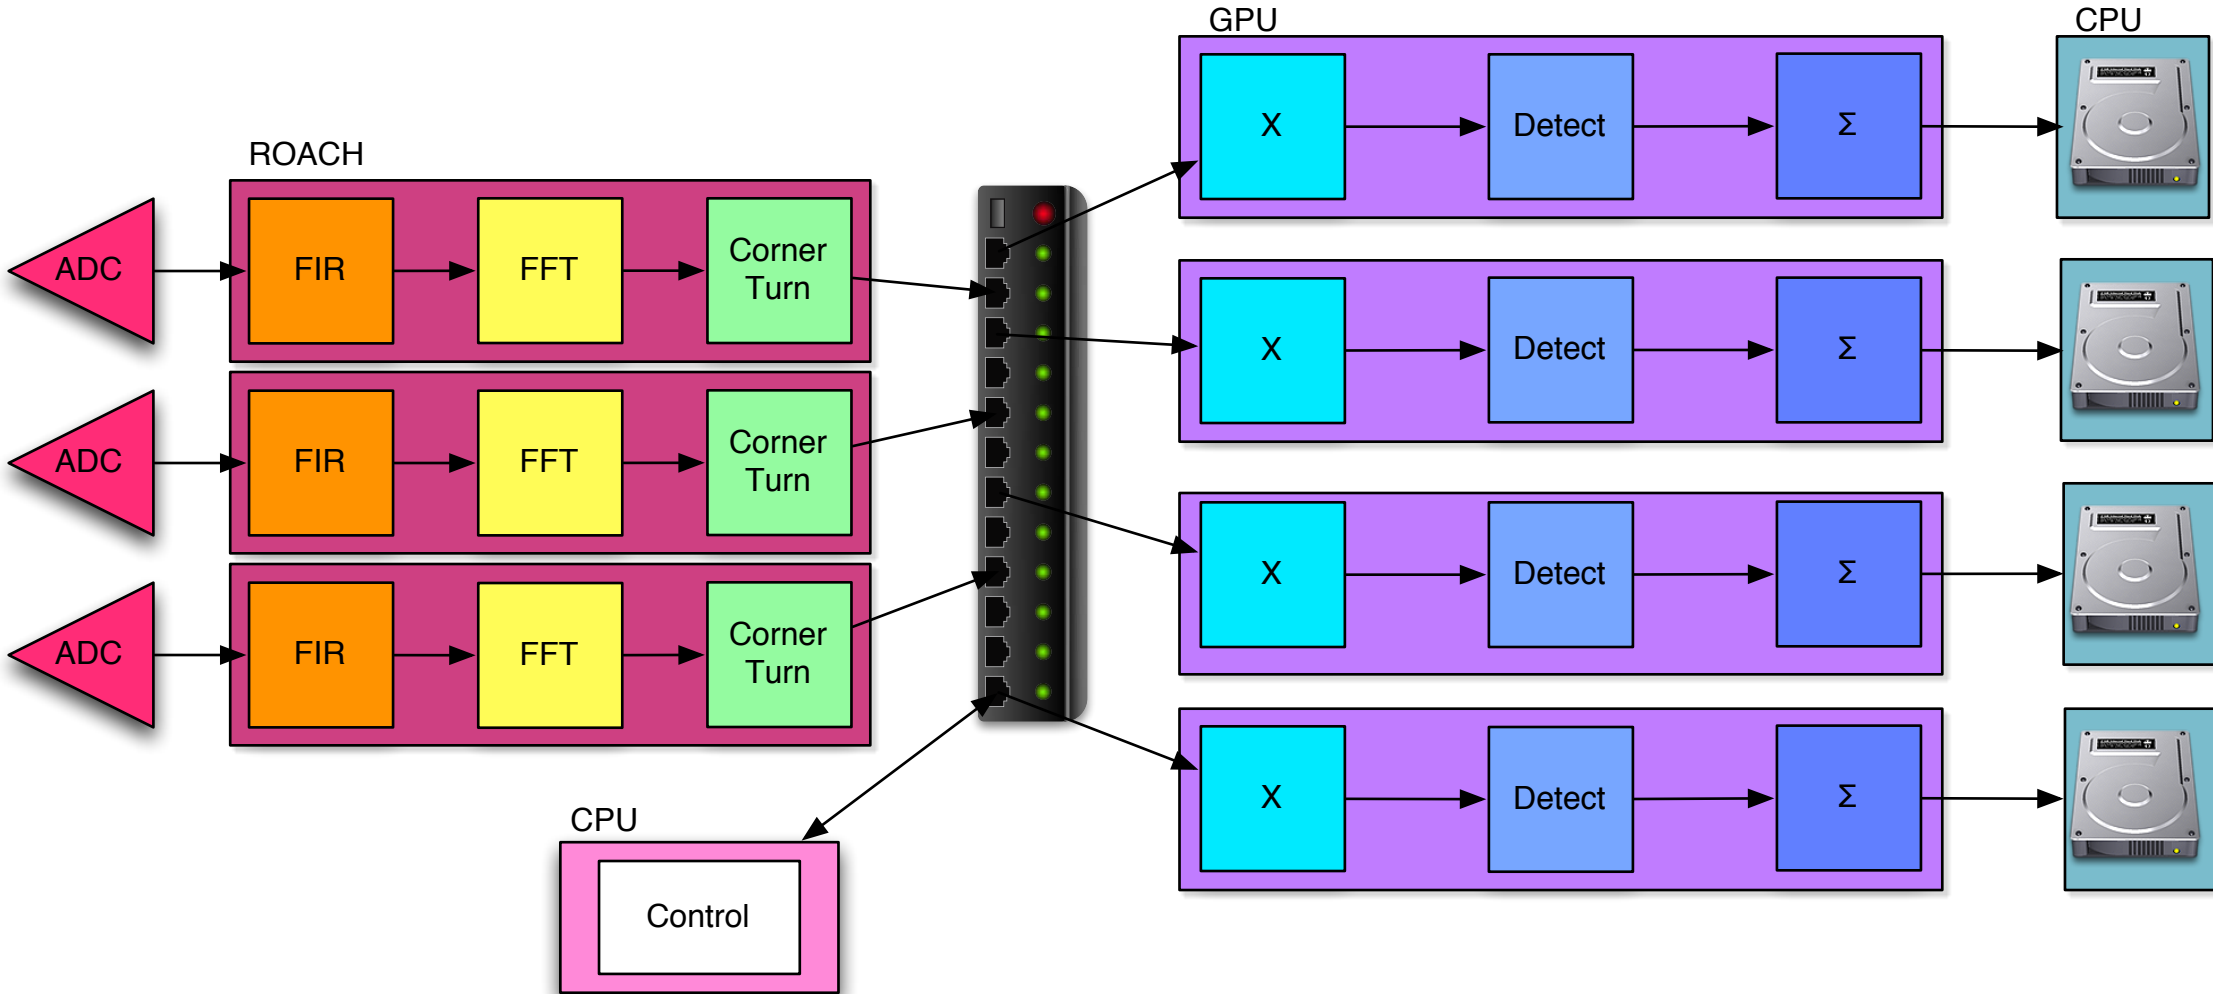 GPU
CPU
X
Detect
Σ
ROACH
ADC
FIR
FFT
Corner
Turn
X
Detect
Σ
ADC
FIR
FFT
Corner
Turn
X
Detect
Σ
ADC
FIR
FFT
Corner
Turn
X
Detect
Σ
CPU
Control